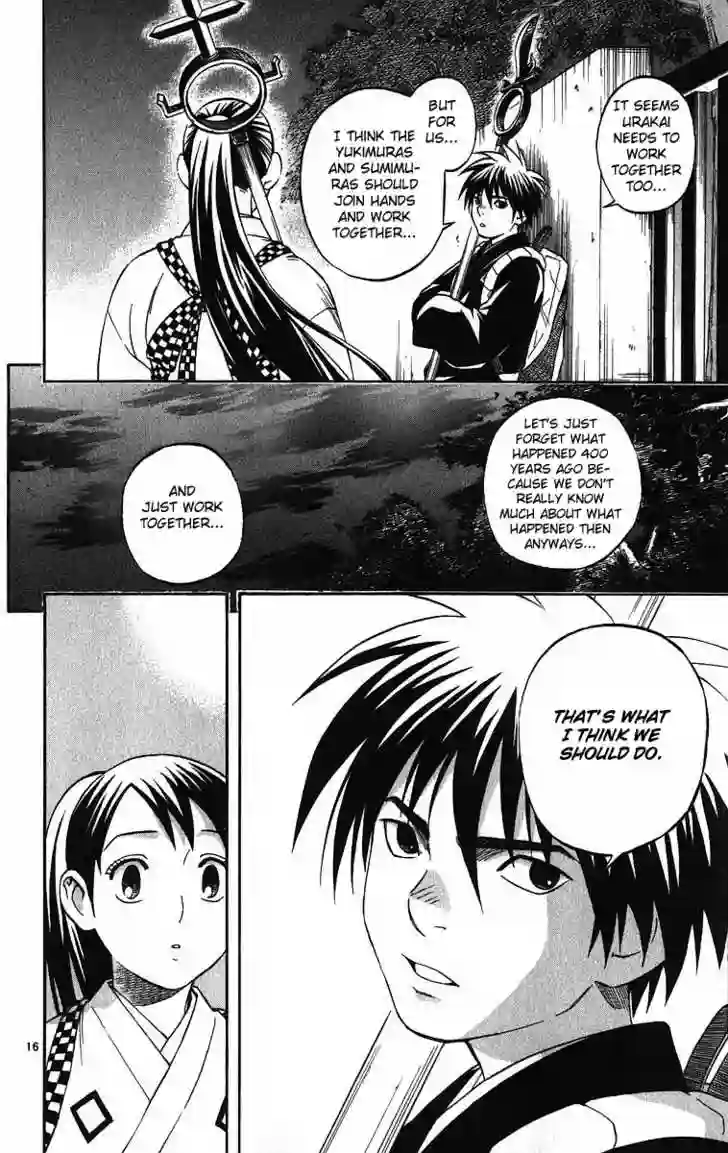 IT SEEMS
URAKAI
NEEDS TO
WORK
TOGETHER
TOO...
BUT
FOR
US...
I THINK THE
YUKIMURAS
AND SUMIMU-
RAS SHOULD
JOIN HANDS
AND WORK
TOGETHER...
LET'S JUST
FORGET WHAT
HAPPENED 400
YEARS AGO BE-
CAUSE WE DON'T
REALLY KNOW
MUCH ABOUT WHAT
HAPPENED THEN
ANYWAYS...
AND
JUST WORK
TOGETHER...
THAT'S WHAT
I THINK WE
SHOULD DO.
16